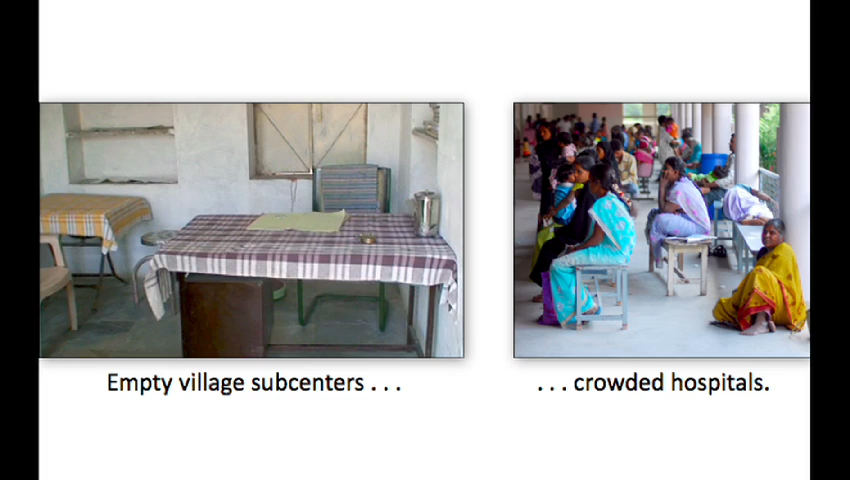 Empty village subcenters . . .
. . . crowded hospitals.